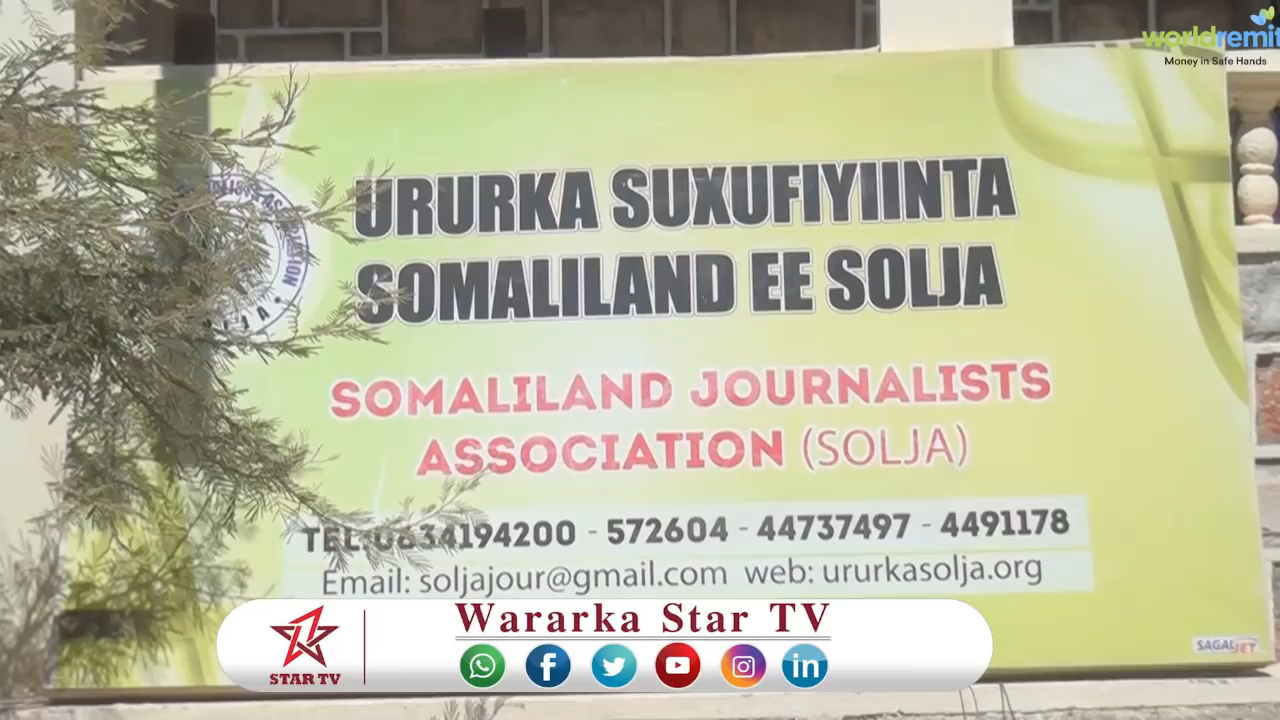 worldremit
Money in Safe Hands
URURKA SUXUFIYIINTA
SOMALILAND EE SOLJA
SOMALILAND JOURNALISTS
ASSOCIATION (SOLJA)
TEL:0634194200 - 572604 - 44737497 - 4491178
Email: soljajour@gmail.com web: ururkasolja.org
SAGALJET
Wararka Star TV
STAR TV